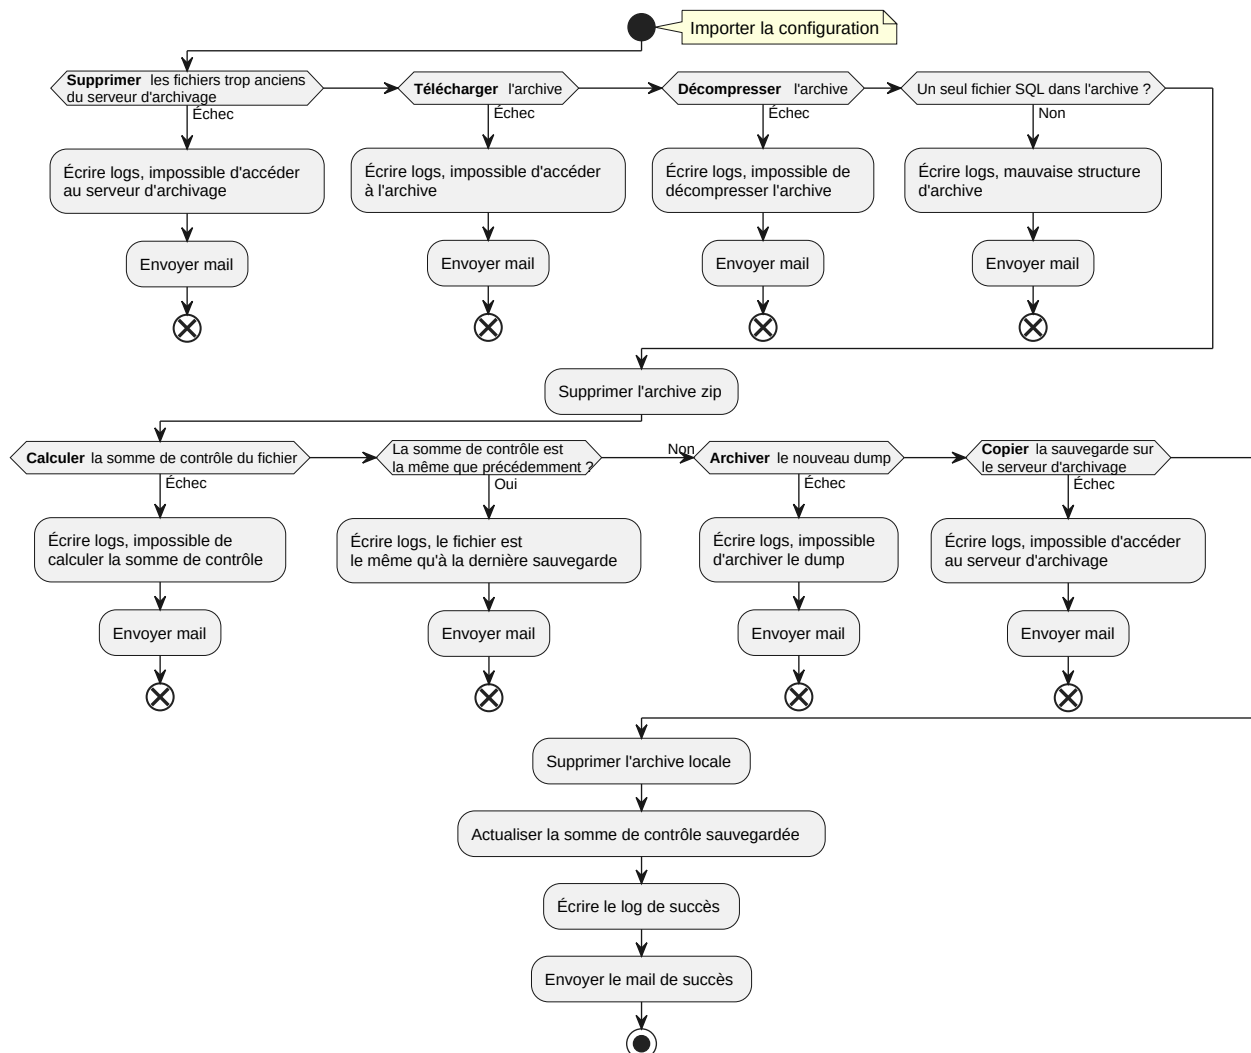 Importer la configuration
Supprimer les fichiers trop anciens
du serveur d'archivage
Télécharger l'archive
Décompresser l'archive
Un seul fichier SQL dans l'archive ?
Échec
Échec
Échec
Non
Écrire logs, impossible d'accéder
au serveur d'archivage
Écrire logs, impossible d'accéder
à l'archive
Écrire logs, impossible de
décompresser l'archive
Écrire logs, mauvaise structure
d'archive
Envoyer mail
Envoyer mail
Envoyer mail
Envoyer mail
Supprimer l'archive zip
Calculer la somme de contrôle du fichier
La somme de contrôle est
la même que précédemment ?
Non
Archiver le nouveau dump
Copier la sauvegarde sur
le serveur d'archivage
Échec
Oui
Échec
Échec
Écrire logs, impossible de
calculer la somme de contrôle
Écrire logs, le fichier est
le même qu'à la dernière sauvegarde
Écrire logs, impossible
d'archiver le dump
Écrire logs, impossible d'accéder
au serveur d'archivage
Envoyer mail
Envoyer mail
Envoyer mail
Envoyer mail
Supprimer l'archive locale
Actualiser la somme de contrôle sauvegardée
Écrire le log de succès
Envoyer le mail de succès